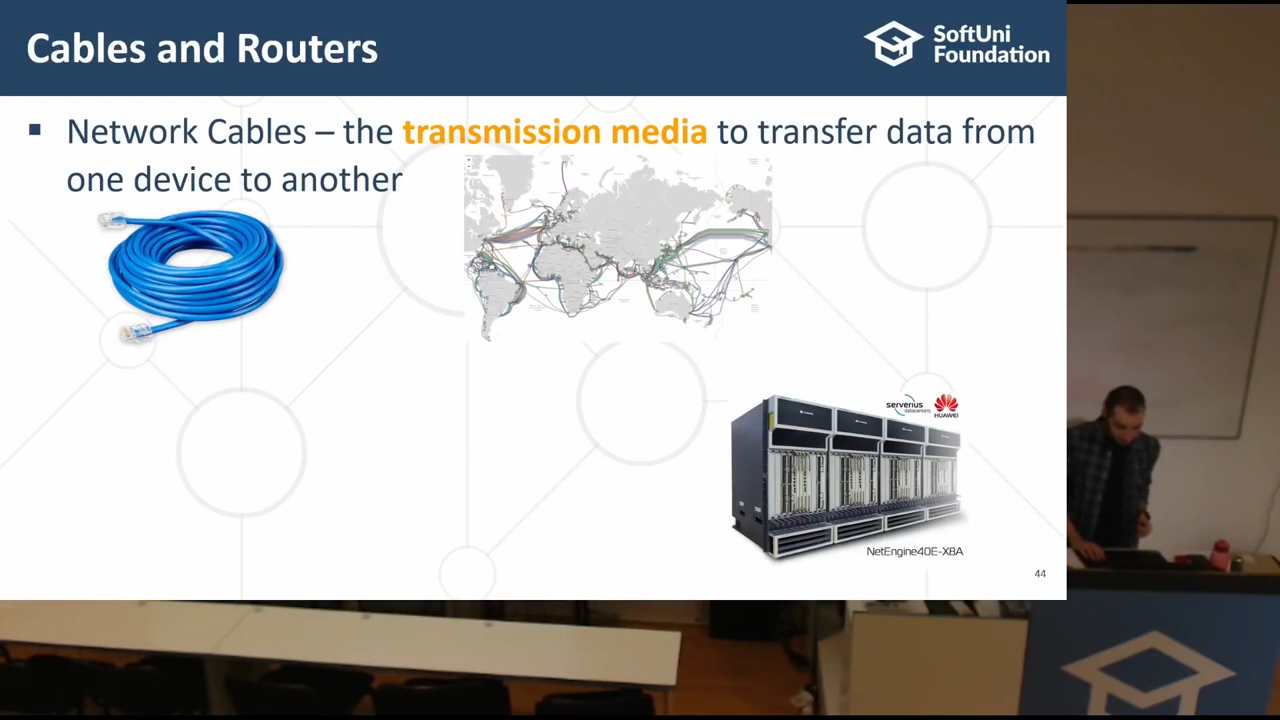 Cables and Routers
SoftUni
Foundation
Network Cables – the transmission media to transfer data from
one device to another
serverius
datacenters
HUAWEI
NetEngine40E-X8A
44